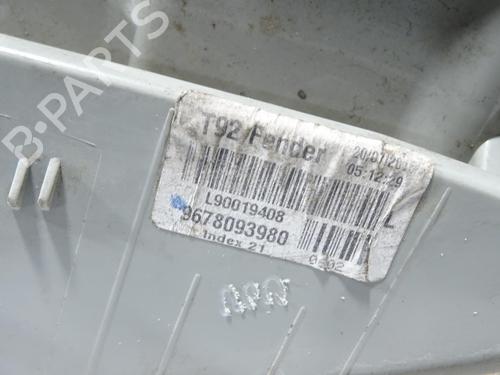 B-PARTS
T92 Fender
05:12:29
L90019408
L
9678093980
Index 21